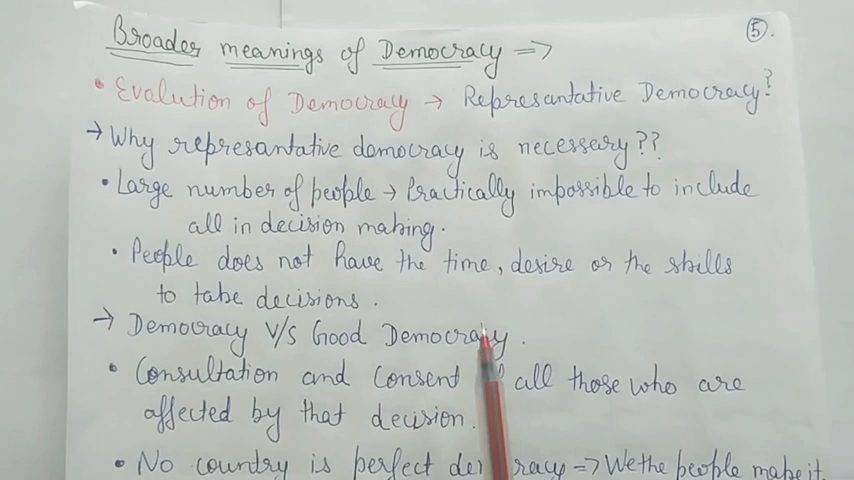 5.
Broader meanings of Democracy =>
• Evalution of Democracy → Represantative Democracy?
→ Why represantative democracy is necessery??
• Large number of people → Practically impossible to include
all in decision making.
• People does not have the time, desire or the skills
to take decisions.
→ Democracy V/S Good Democracy.
• Consultation and consent all those who are
affected by that decision.
• No country is perfect => We the people make it.